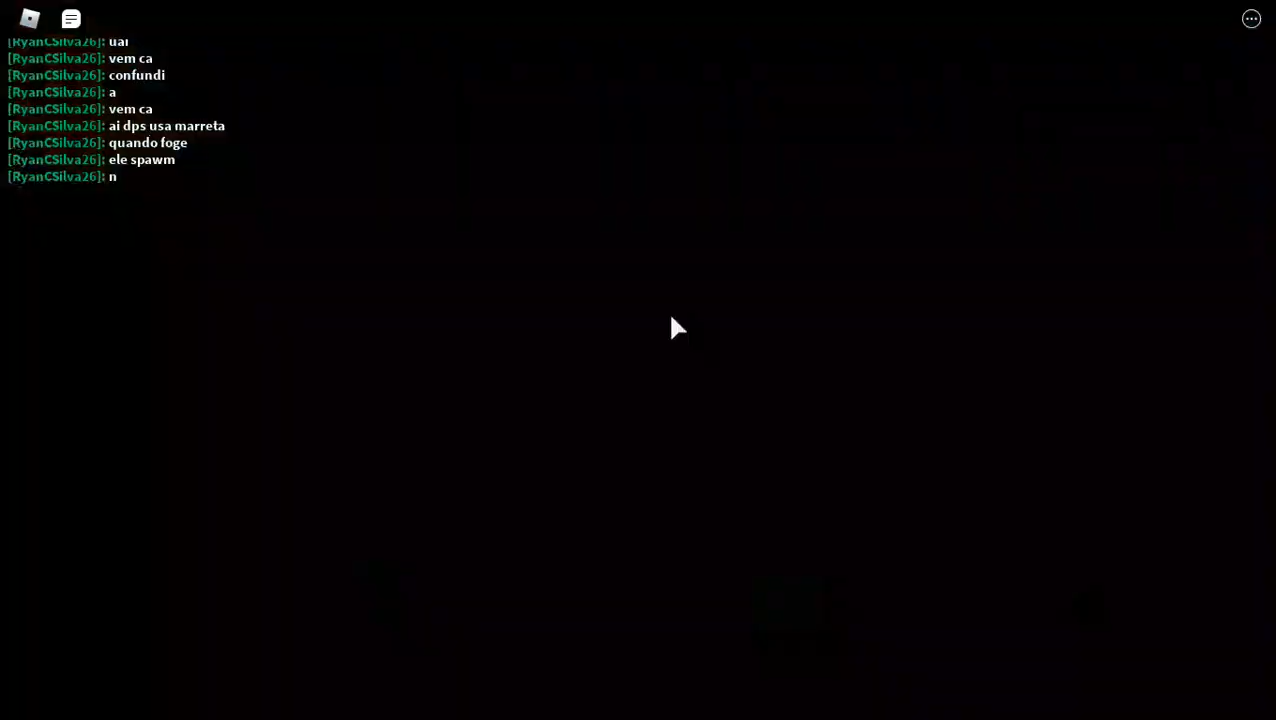 [RyanCSilva26]: uai
[RyanCSilva26]: vem ca
[RyanCSilva26]: confundi
[RyanCSilva26]: a
[RyanCSilva26]: vem ca
[RyanCSilva26]: ai dps usa marreta
[RyanCSilva26]: quando foge
[RyanCSilva26]: ele spawm
[RyanCSilva26]: n